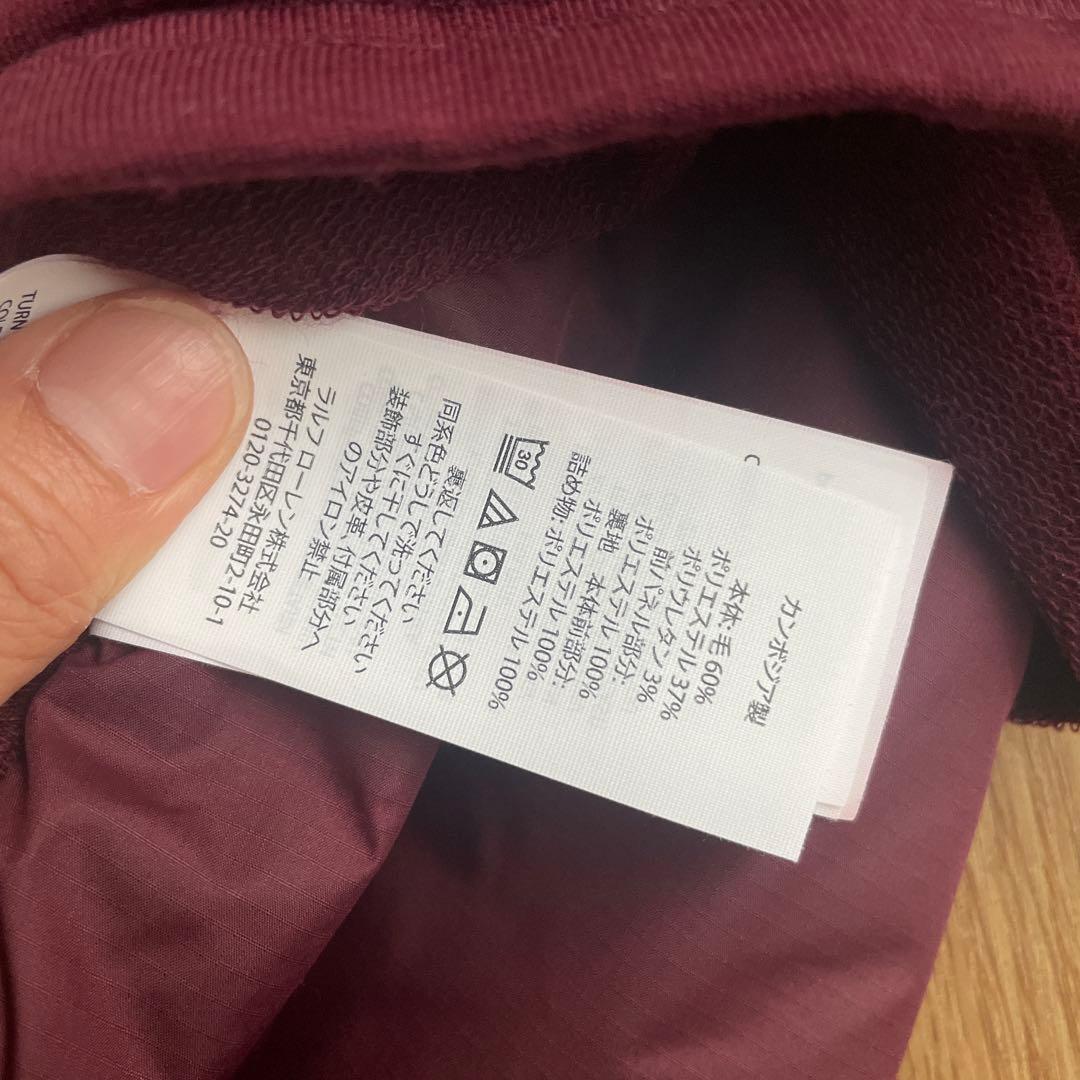 カンボジア製
本体: 毛 60%
ポリエステル 37%
ポリウレタン 3%
前パネル部分:
ポリエステル 100%
裏地 本体前部分:
ポリエステル 100%
詰め物: ポリエステル 100%
30
裏返してください
同系色どうしで洗ってください
すぐに干してください
装飾部分や皮革、付属部分へ
のアイロン禁止
ラルフ ローレン株式会社
東京都千代田区永田町2-10-1
0120-3274-20
TURN